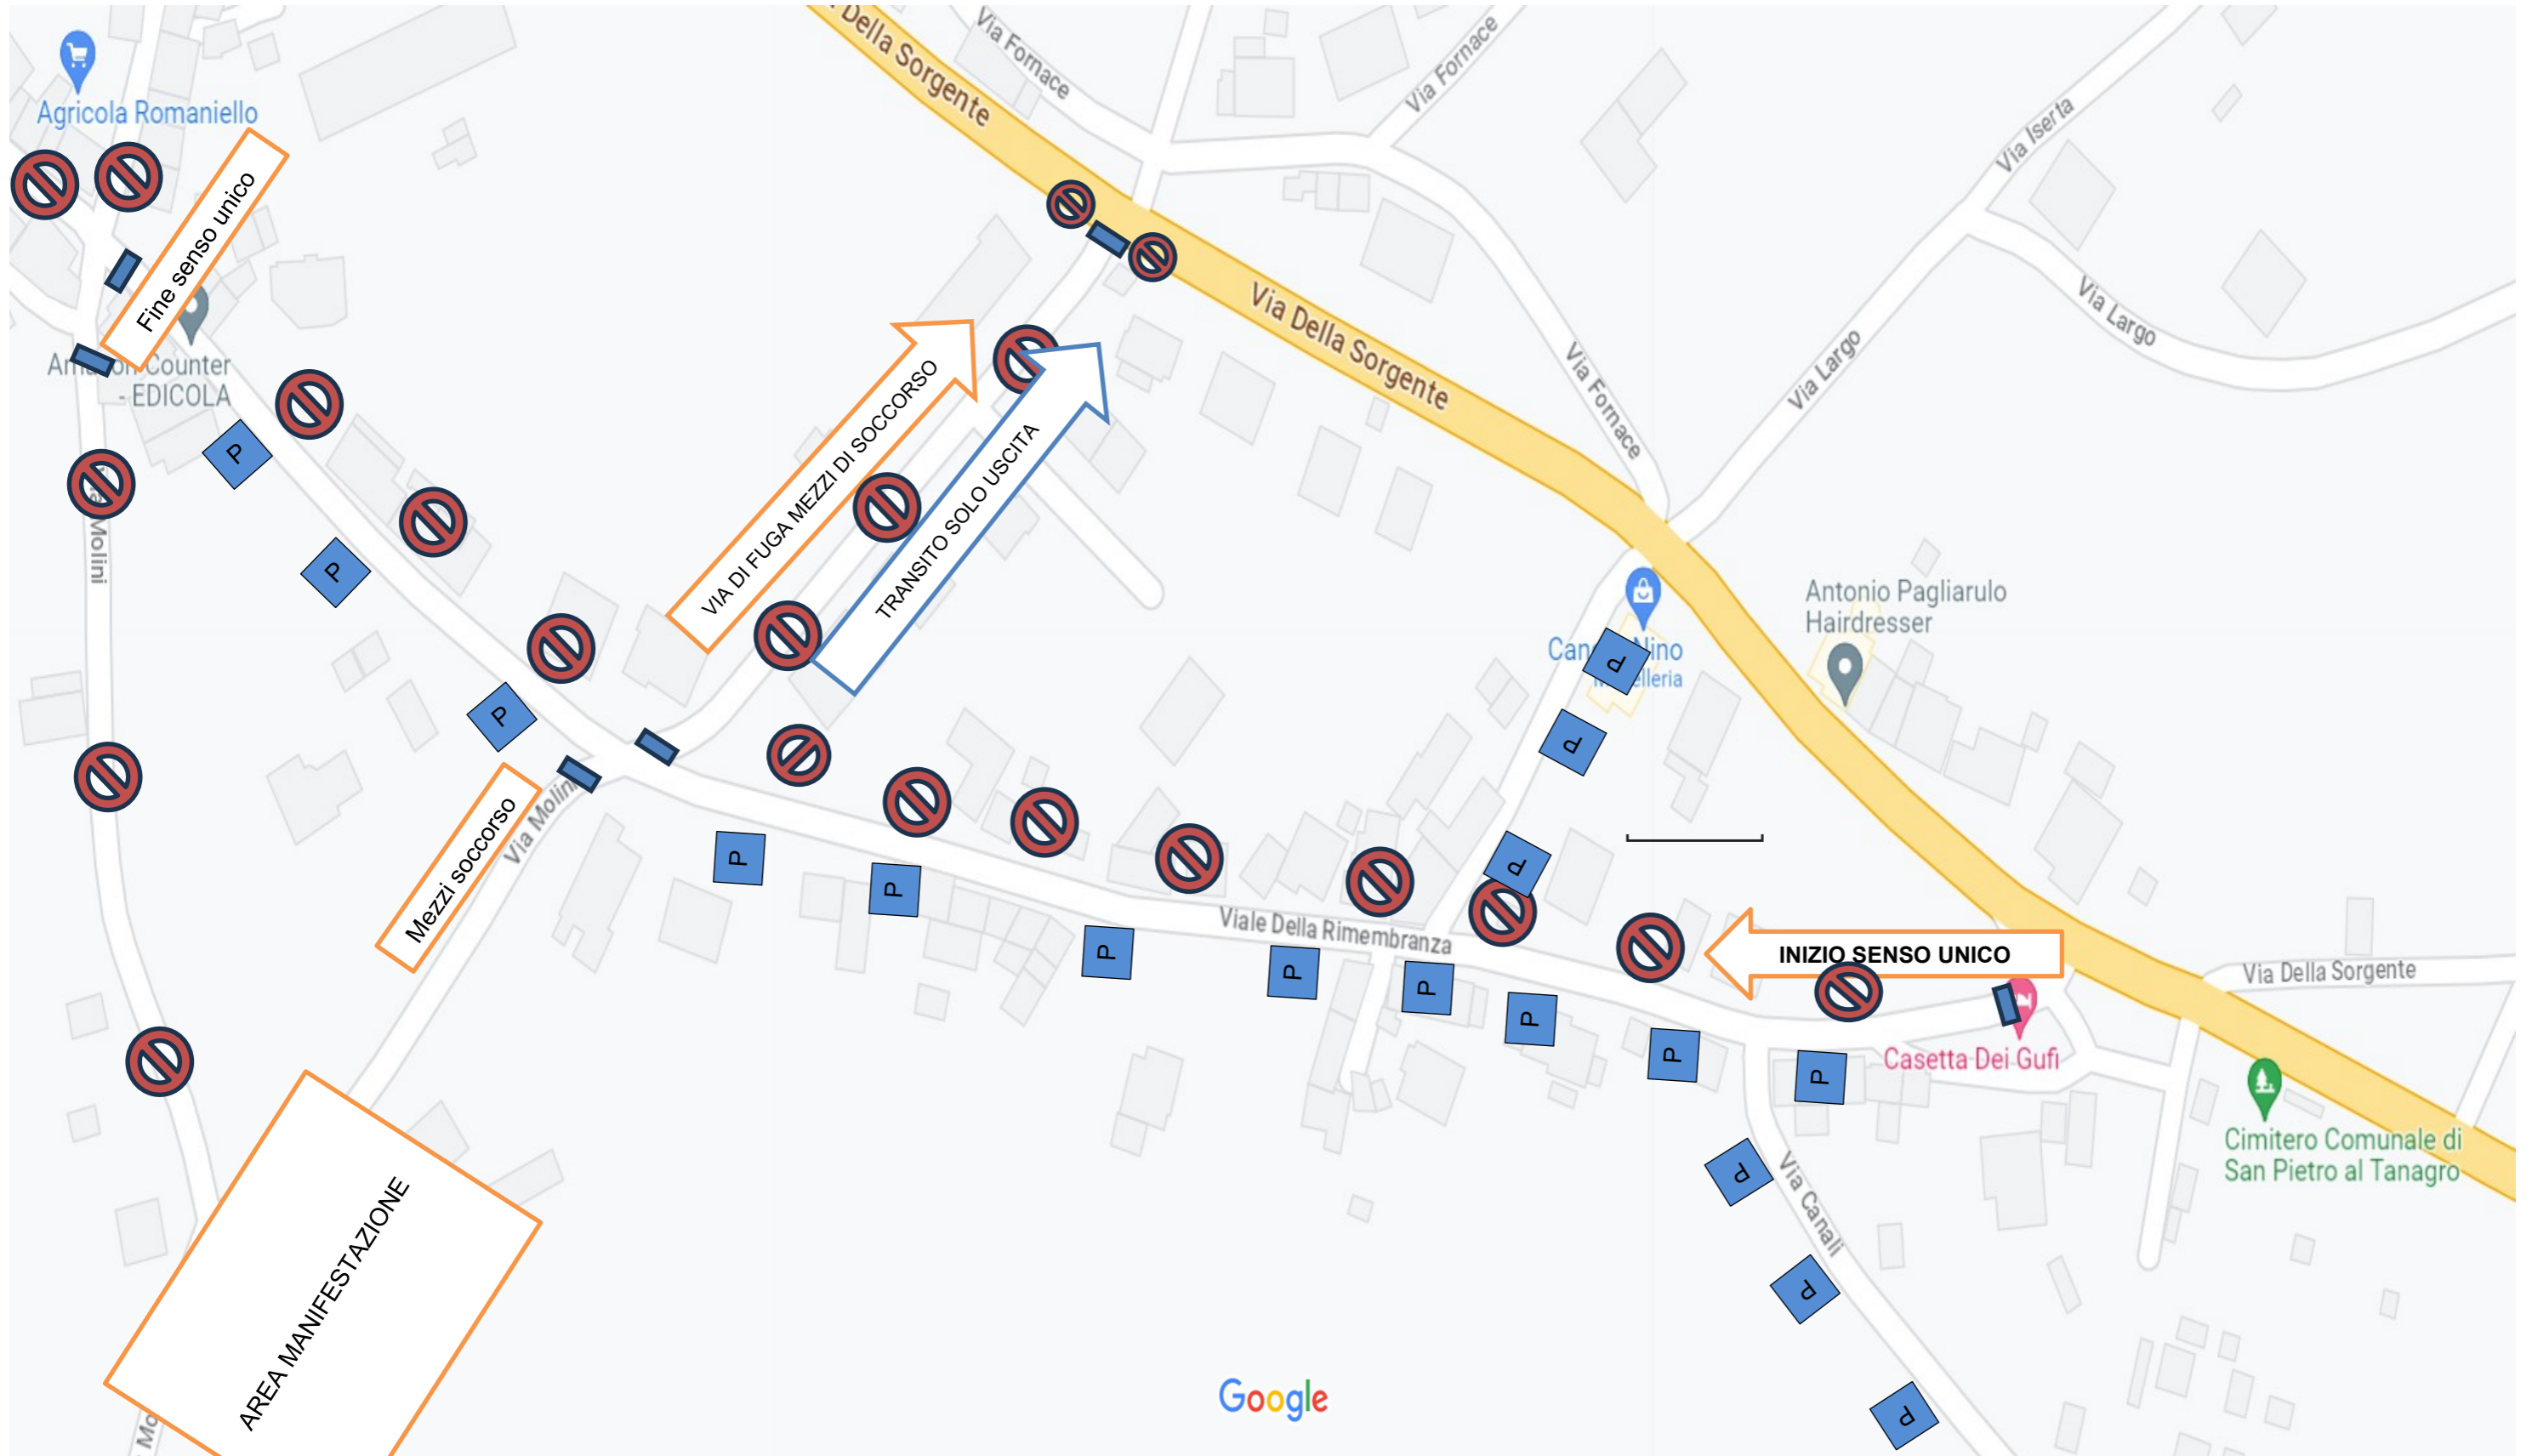 Della Sorgente
Via Fornace
Via Fornace
Agricola Romaniello
Via Iserta
Fine senso unico
Via Della Sorgente
Via Largo
Via Largo
Via Fornace
Counter
- EDICOLA
VIA DI FUGA MEZZI DI SOCCORSO
TRANSITO SOLO USCITA
P
Molini
P
Antonio Pagliarulo
Hairdresser
P
P
P
P
Mezzi soccorso
Via Molini
P
P
P
Viale Della Rimembranza
P
P
P
P
P
P
INIZIO SENSO UNICO
Via Della Sorgente
Casetta Dei Gufi
Cimitero Comunale di
San Pietro al Tanagro
P
Via Canali
P
P
AREA MANIFESTAZIONE
Google